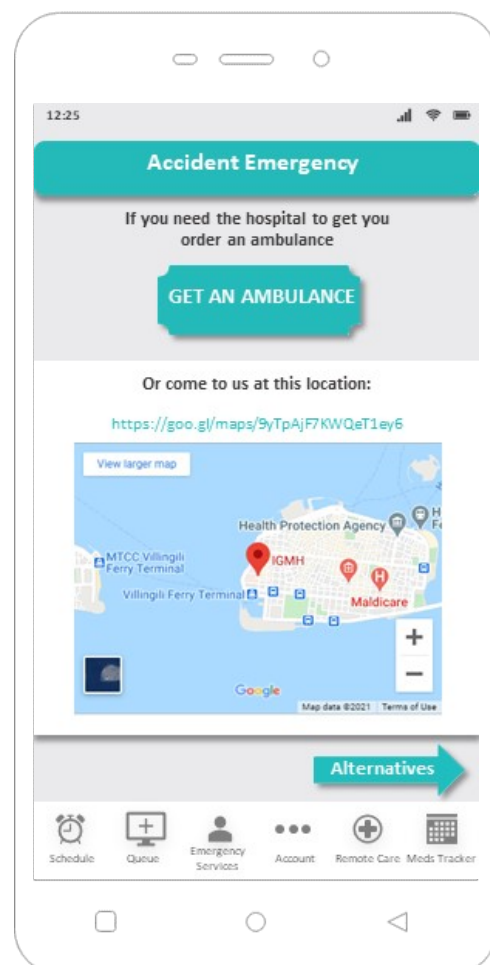 12:25
Accident Emergency
If you need the hospital to get you
order an ambulance
GET AN AMBULANCE
Or come to us at this location:
https://goo.gl/maps/9yTpAjF7KWQeT1ey6
View larger map
Health Protection Agency
H
Fe
MTCC Villingili
Ferry Terminal
IGMH
Villingili Ferry Terminal
H
Maldicare
+
−
Google
Map data ©2021 Terms of Use
Alternatives
Schedule
Queue
Emergency
Services
Account
Remote Care
Meds Tracker